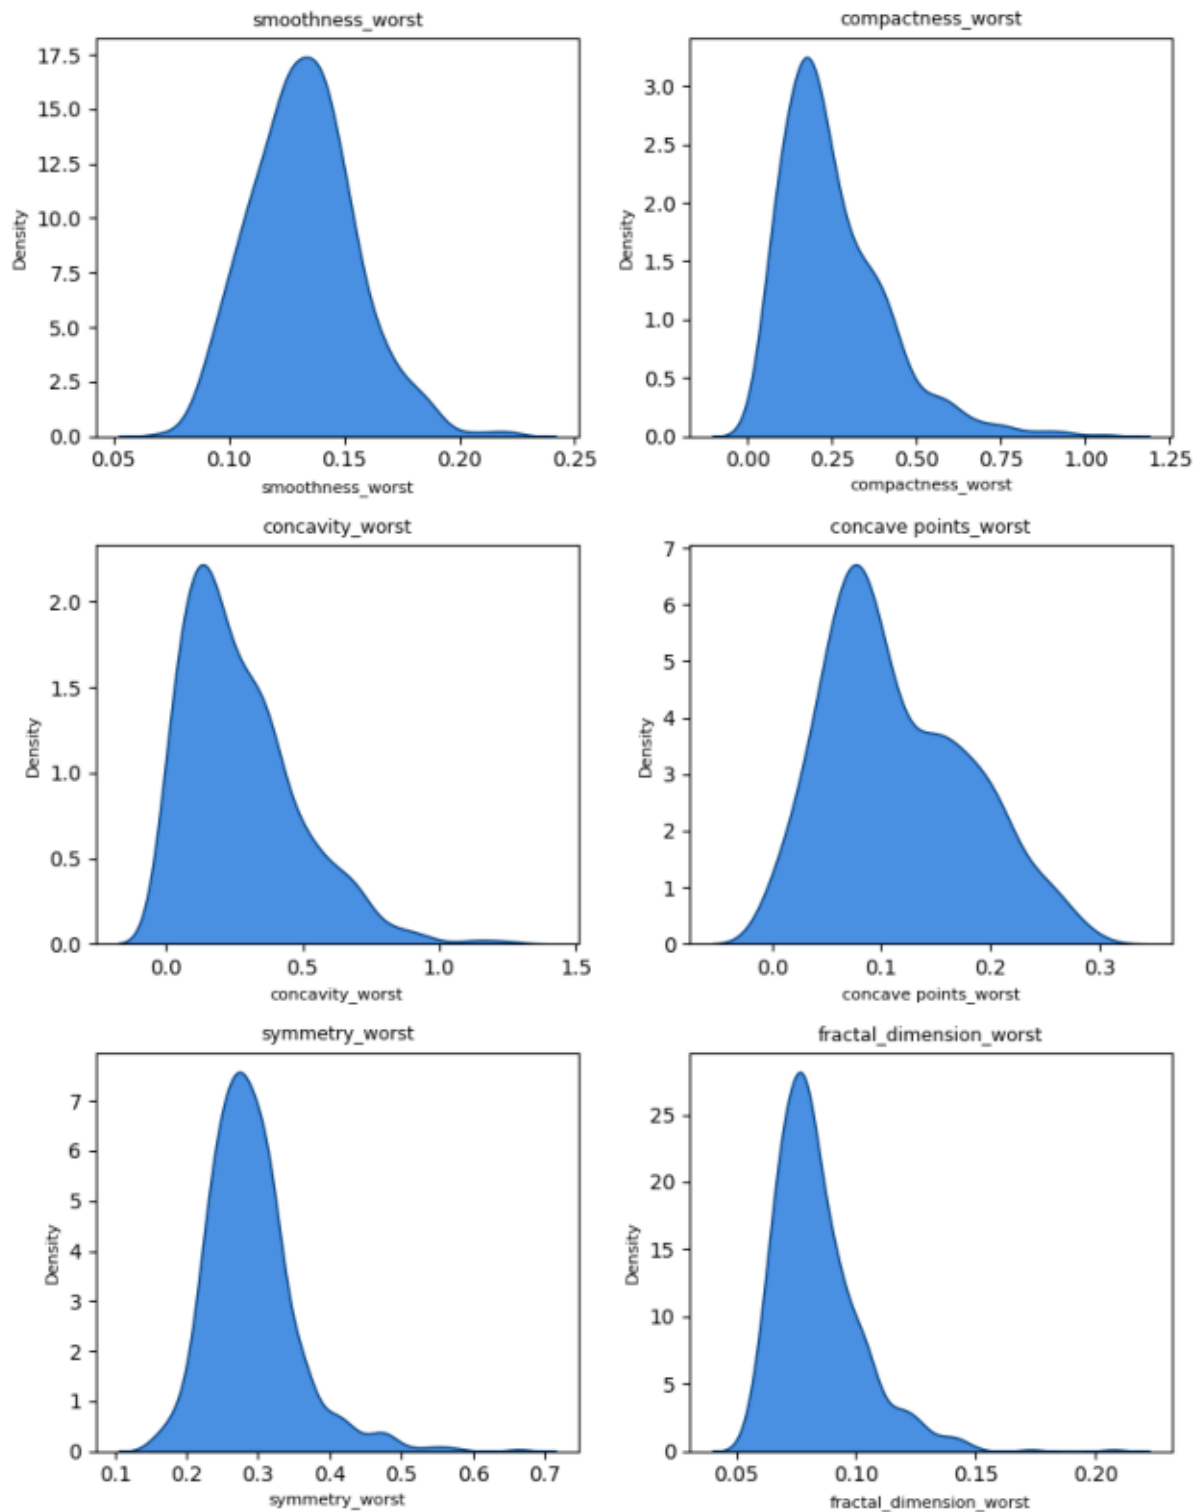 smoothness_worst
17.5
15.0
12.5
10.0
7.5
5.0
2.5
0.0
Density
0.05 0.10 0.15 0.20 0.25
smoothness_worst
compactness_worst
3.0
2.5
2.0
1.5
1.0
0.5
0.0
Density
0.00 0.25 0.50 0.75 1.00 1.25
compactness_worst
concavity_worst
2.0
1.5
1.0
0.5
0.0
Density
0.0 0.5 1.0 1.5
concavity_worst
concave points_worst
7
6
5
4
3
2
1
0
Density
0.0 0.1 0.2 0.3
concave points_worst
symmetry_worst
7
6
5
4
3
2
1
0
Density
0.1 0.2 0.3 0.4 0.5 0.6 0.7
symmetry_worst
fractal_dimension_worst
25
20
15
10
5
0
Density
0.05 0.10 0.15 0.20
fractal_dimension_worst